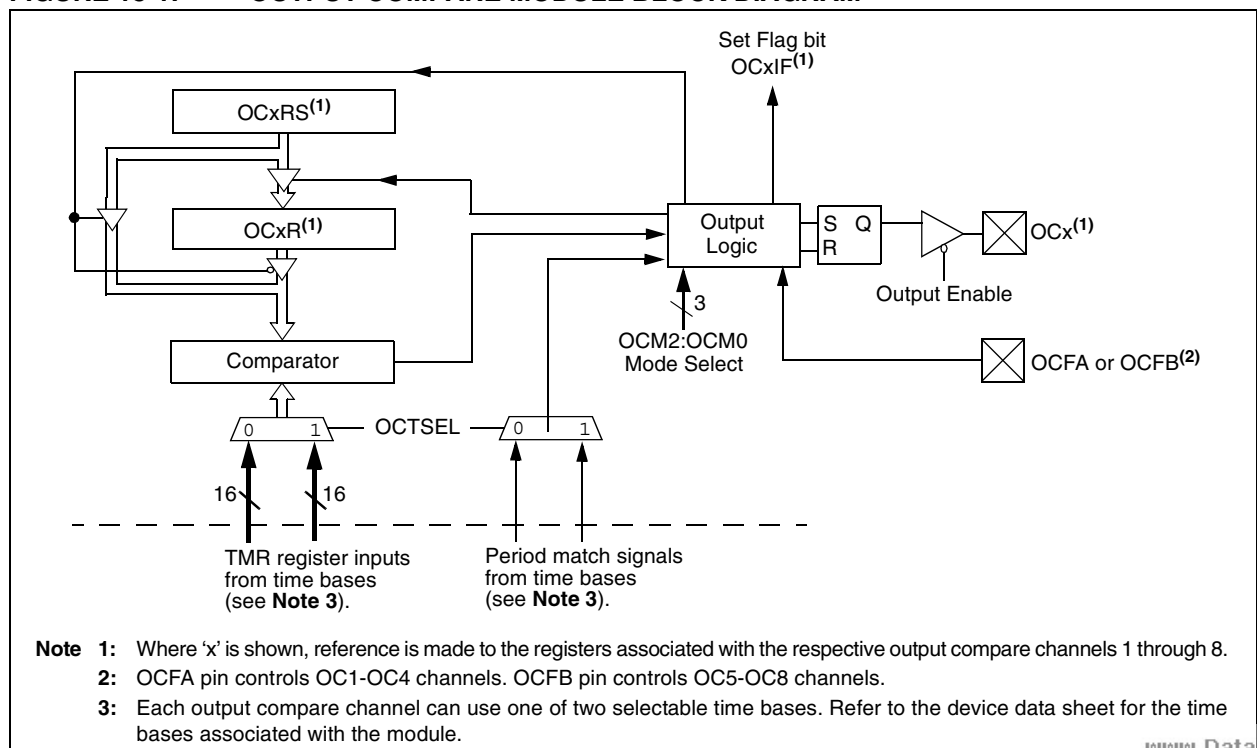 Set Flag bit
OCxIF(1)
OCxRS(1)
OCxR(1)
Output
Logic
S Q
R
OCx(1)
Output Enable
3
OCM2:OCM0
Mode Select
Comparator
OCFA or OCFB(2)
0 1
OCTSEL
0 1
16 16
TMR register inputs
from time bases
(see Note 3).
Period match signals
from time bases
(see Note 3).
Note 1: Where ‘x’ is shown, reference is made to the registers associated with the respective output compare channels 1 through 8.
2: OCFA pin controls OC1-OC4 channels. OCFB pin controls OC5-OC8 channels.
3: Each output compare channel can use one of two selectable time bases. Refer to the device data sheet for the time
bases associated with the module.